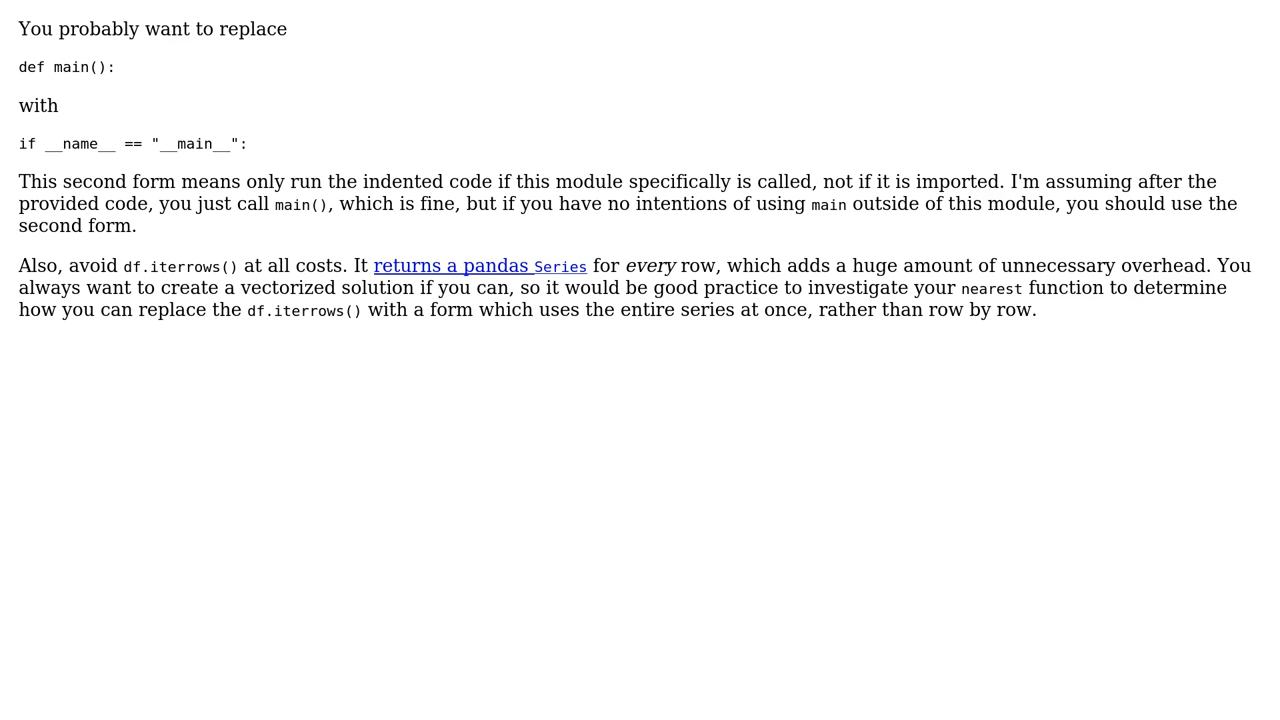 You probably want to replace
def main():
with
if __name__ == "__main__":
This second form means only run the indented code if this module specifically is called, not if it is imported. I'm assuming after the
provided code, you just call main(), which is fine, but if you have no intentions of using main outside of this module, you should use the
second form.
Also, avoid df.iterrows() at all costs. It returns a pandas Series for every row, which adds a huge amount of unnecessary overhead. You
always want to create a vectorized solution if you can, so it would be good practice to investigate your nearest function to determine
how you can replace the df.iterrows() with a form which uses the entire series at once, rather than row by row.